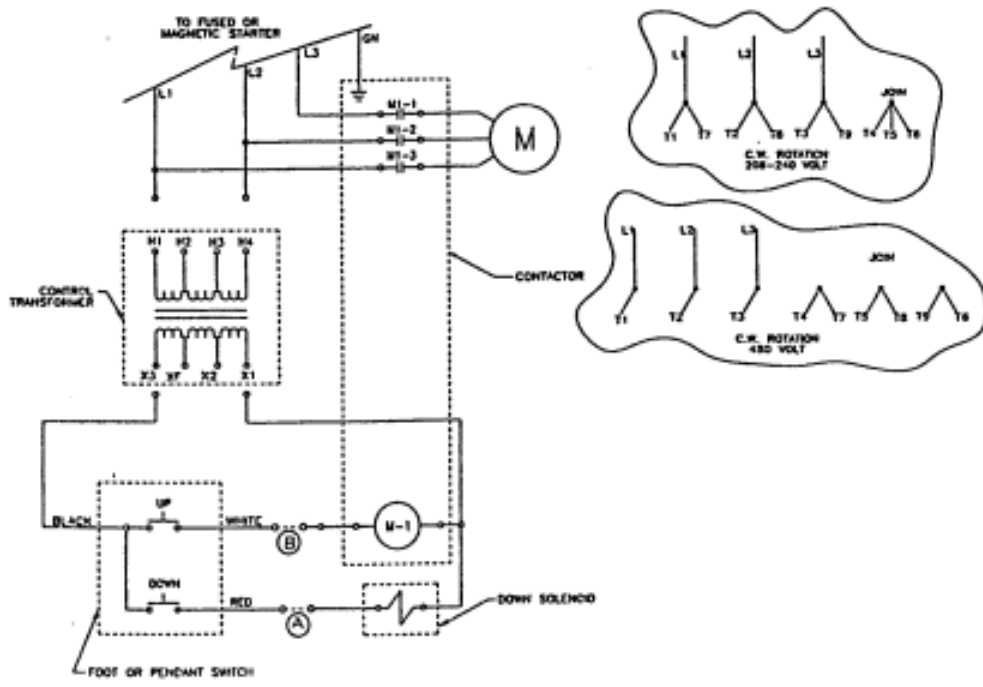 TO FUSED OR
MAGNETIC STARTER
GN
L3
L2
L1
M1-1
M1-2
M1-3
M
H1 H2 H3 H4
CONTROL
TRANSFORMER
X3 X2 X1
CONTACTOR
UP
BLACK
WHITE
B
M-1
DOWN
RED
A
DOWN SOLENOID
FOOT OR PENDANT SWITCH
L1 L2 L3
JOIN
T1 T7 T2 T8 T3 T9 T4 T5 T6
C.W. ROTATION
208-240 VOLT
L1 L2 L3
JOIN
T1 T2 T3 T4 T7 T5 T8 T9 T6
C.W. ROTATION
480 VOLT